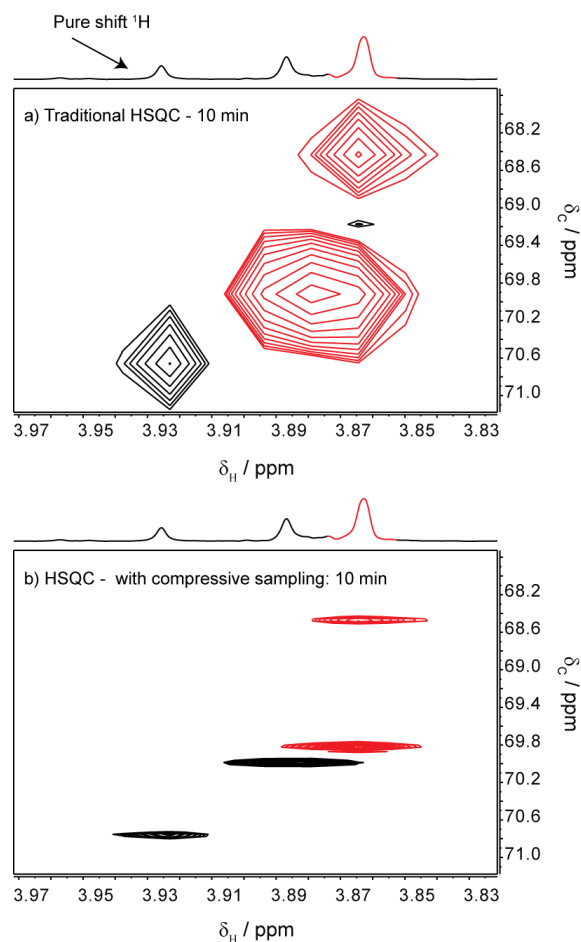 Pure shift ¹H
a) Traditional HSQC - 10 min
68.2
68.6
69.0
69.4
69.8
70.2
70.6
71.0
δC / ppm
3.97 3.95 3.93 3.91 3.89 3.87 3.85 3.83
δH / ppm
b) HSQC -  with compressive sampling: 10 min
68.2
68.6
69.0
69.4
69.8
70.2
70.6
71.0
δC / ppm
3.97 3.95 3.93 3.91 3.89 3.87 3.85 3.83
δH / ppm